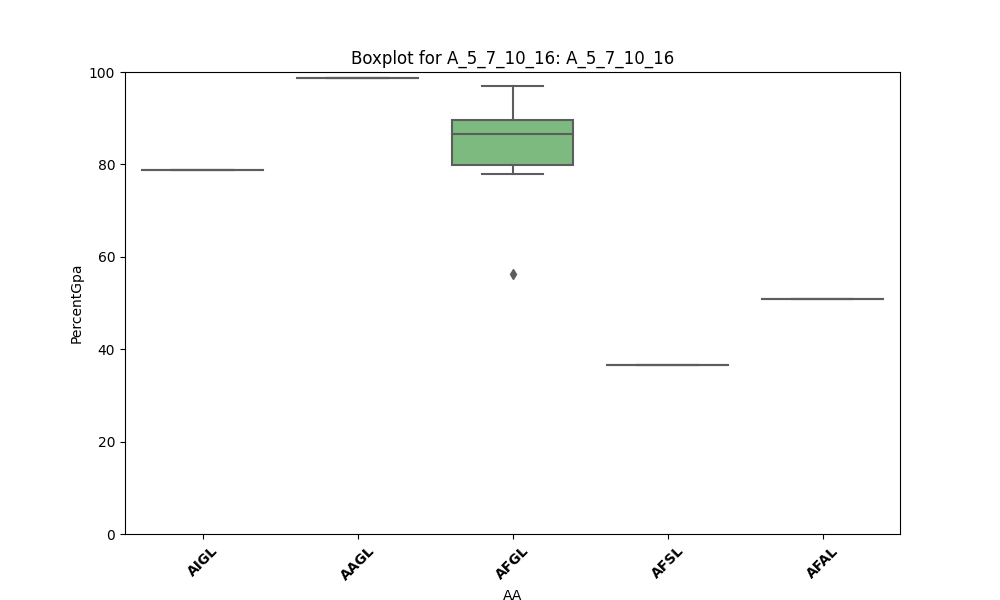 Boxplot for A_5_7_10_16: A_5_7_10_16
100
80
60
40
20
0
PercentGpa
AIGL
AAGL
AFGL
AFSL
AFAL
AA